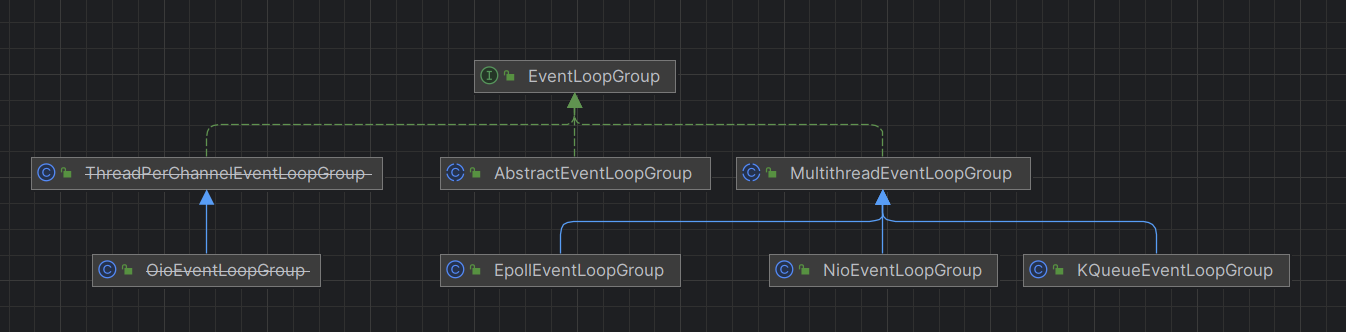 I EventLoopGroup
C ThreadPerChannelEventLoopGroup
C AbstractEventLoopGroup
C MultithreadEventLoopGroup
C OioEventLoopGroup
C EpollEventLoopGroup
C NioEventLoopGroup
C KQueueEventLoopGroup